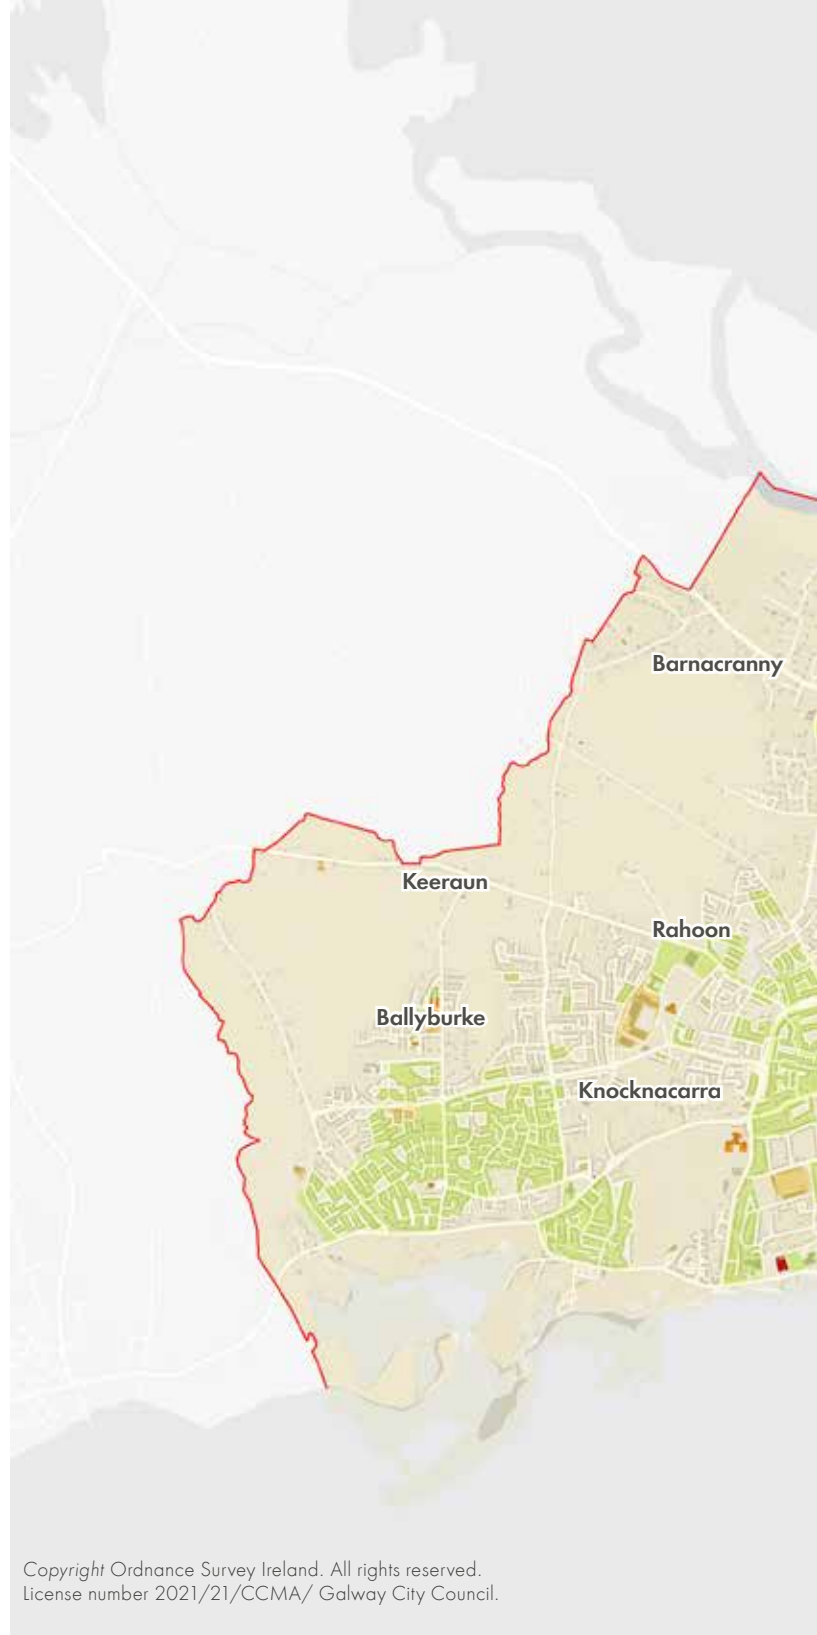 Barnacranny
Keeraun
Rahoon
Ballyburke
Knocknacarra
Copyright Ordnance Survey Ireland. All rights reserved.
License number 2021/21/CCMA/ Galway City Council.